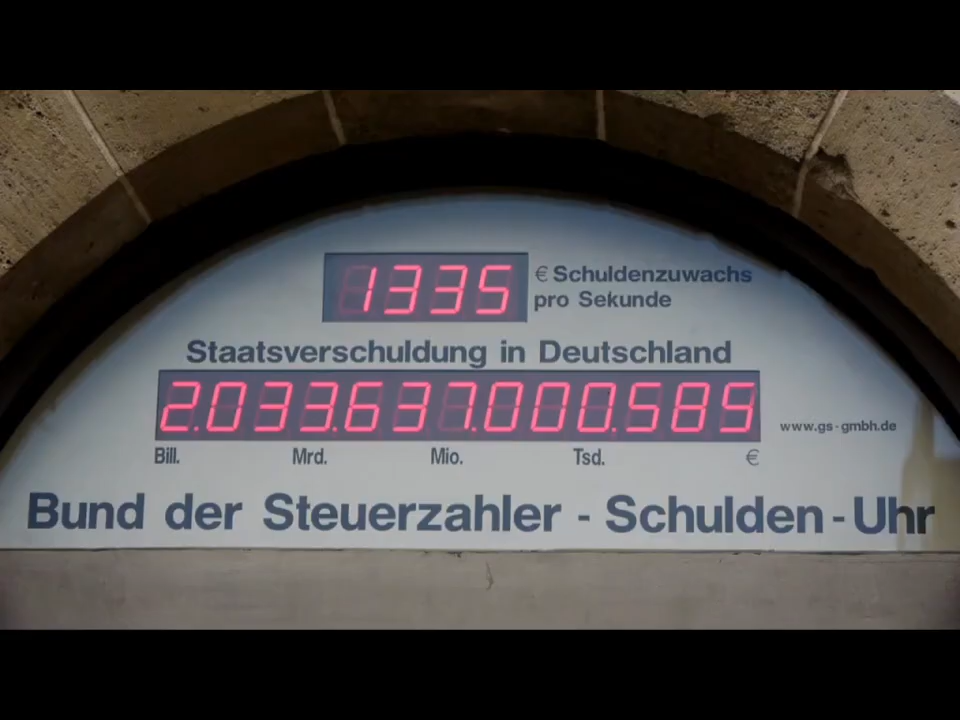 1335 € Schuldenzuwachs
pro Sekunde
Staatsverschuldung in Deutschland
2.033.637.000.585
www.gs-gmbh.de
Bill. Mrd. Mio. Tsd. €
Bund der Steuerzahler - Schulden-Uhr